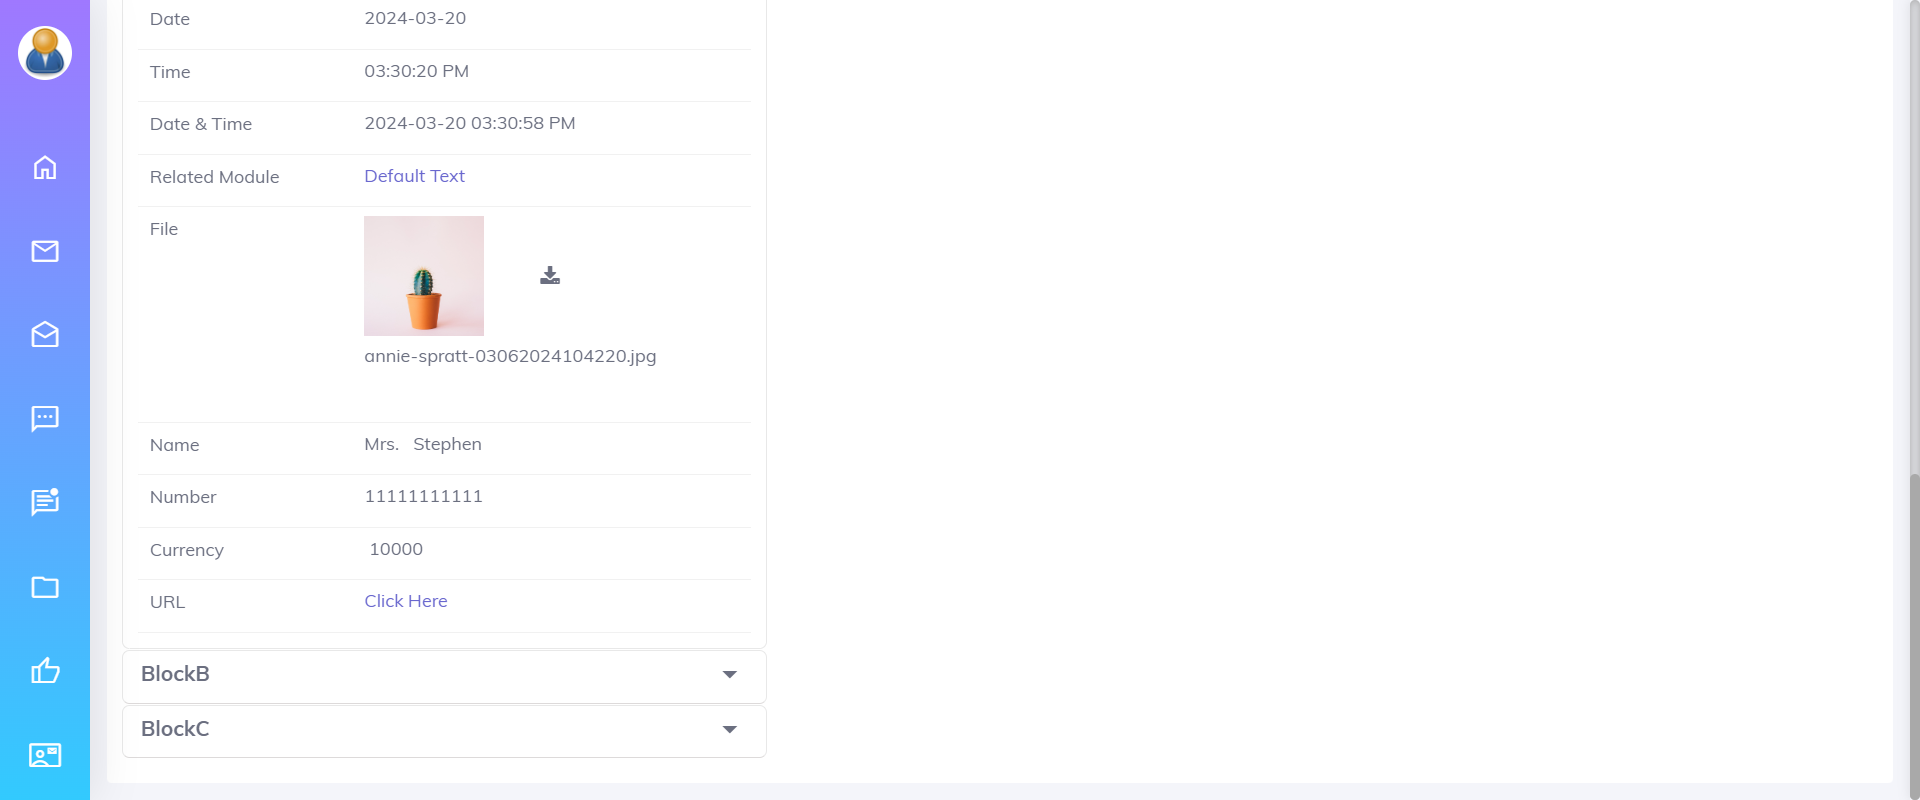 Date 2024-03-20
Time 03:30:20 PM
Date & Time 2024-03-20 03:30:58 PM
Related Module Default Text
File
annie-spratt-03062024104220.jpg
Name Mrs. Stephen
Number 11111111111
Currency 10000
URL Click Here
BlockB
BlockC